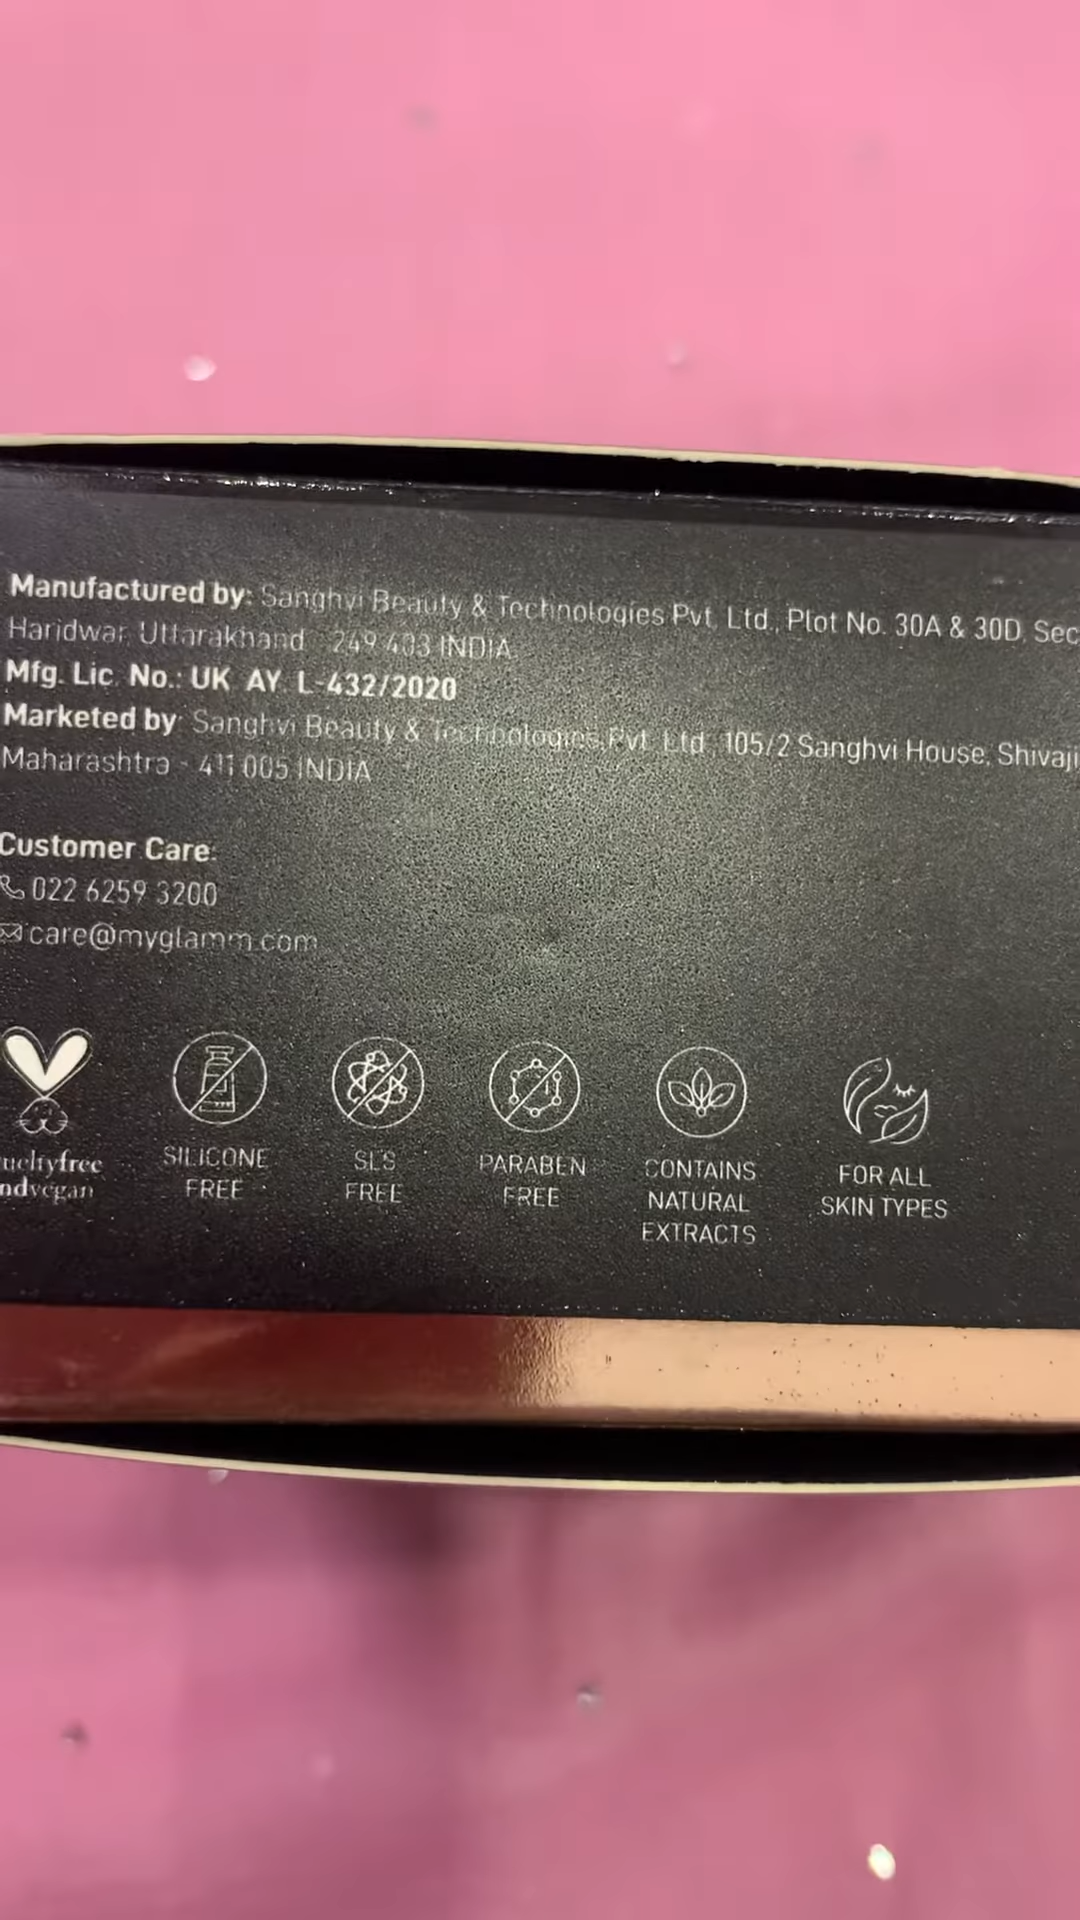 Manufactured by: Sanghvi Beauty & Technologies Pvt. Ltd., Plot No. 30A & 30D, Sec
Haridwar, Uttarakhand - 249 403 INDIA
Mfg. Lic. No.: UK AY L-432/2020
Marketed by: Sanghvi Beauty & Technologies Pvt. Ltd., 105/2 Sanghvi House, Shivaji
Maharashtra - 411 005 INDIA
Customer Care:
022 6259 3200
care@myglamm.com
ueltyfree
ndvegan
SILICONE
FREE
SLS
FREE
PARABEN
FREE
CONTAINS
NATURAL
EXTRACTS
FOR ALL
SKIN TYPES